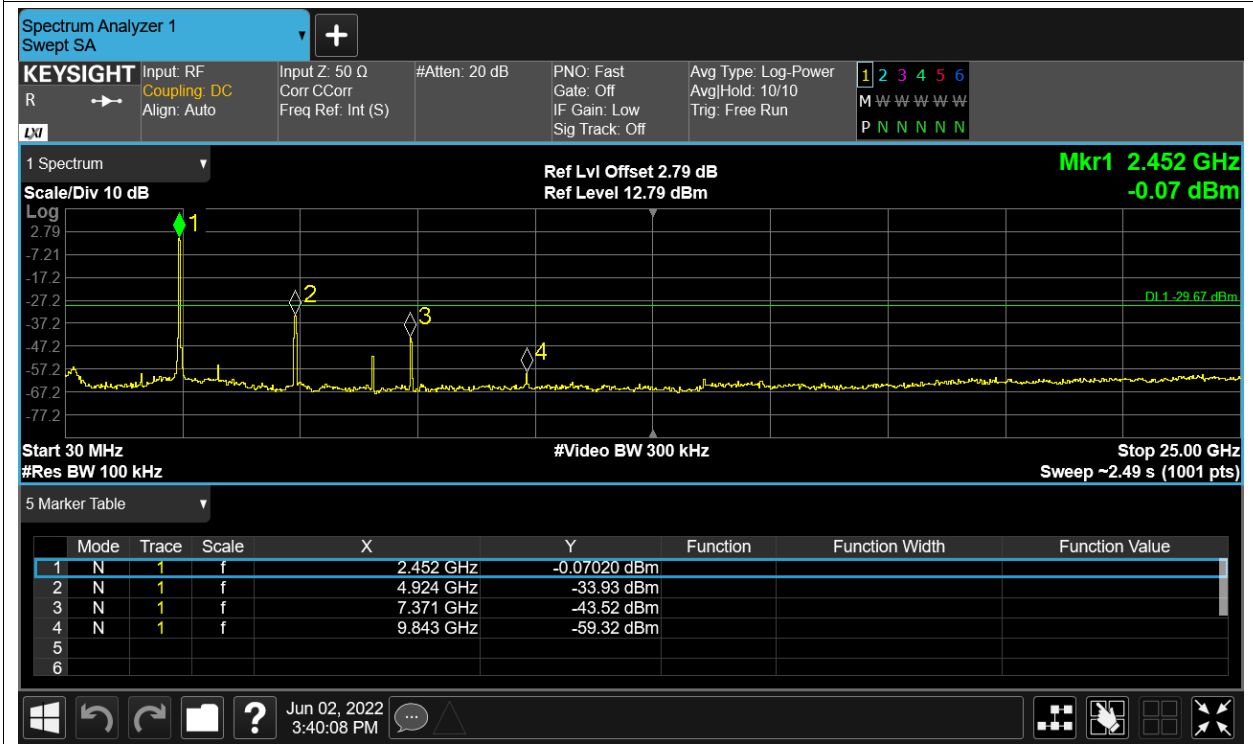 Spectrum Analyzer 1
Swept SA
+
KEYSIGHT Input: RF Input Z: 50 Ω #Atten: 20 dB PNO: Fast Avg Type: Log-Power 1 2 3 4 5 6
R Coupling: DC Corr CCorr Gate: Off Avg|Hold: 10/10 M W W W W W
Align: Auto Freq Ref: Int (S) IF Gain: Low Trig: Free Run
LXI Sig Track: Off P N N N N N
1 Spectrum Ref Lvl Offset 2.79 dB Mkr1 2.452 GHz
Scale/Div 10 dB Ref Level 12.79 dBm -0.07 dBm
Log
1
2.79
-7.21
-17.2
2
-27.2 DL1 -29.67 dBm
3
-37.2
-47.2
4
-57.2
-67.2
-77.2
Start 30 MHz #Video BW 300 kHz Stop 25.00 GHz
#Res BW 100 kHz Sweep ~2.49 s (1001 pts)
5 Marker Table
Mode Trace Scale X Y Function Function Width Function Value
1 N 1 f 2.452 GHz -0.07020 dBm
2 N 1 f 4.924 GHz -33.93 dBm
3 N 1 f 7.371 GHz -43.52 dBm
4 N 1 f 9.843 GHz -59.32 dBm
5
6
? Jun 02, 2022
3:40:08 PM